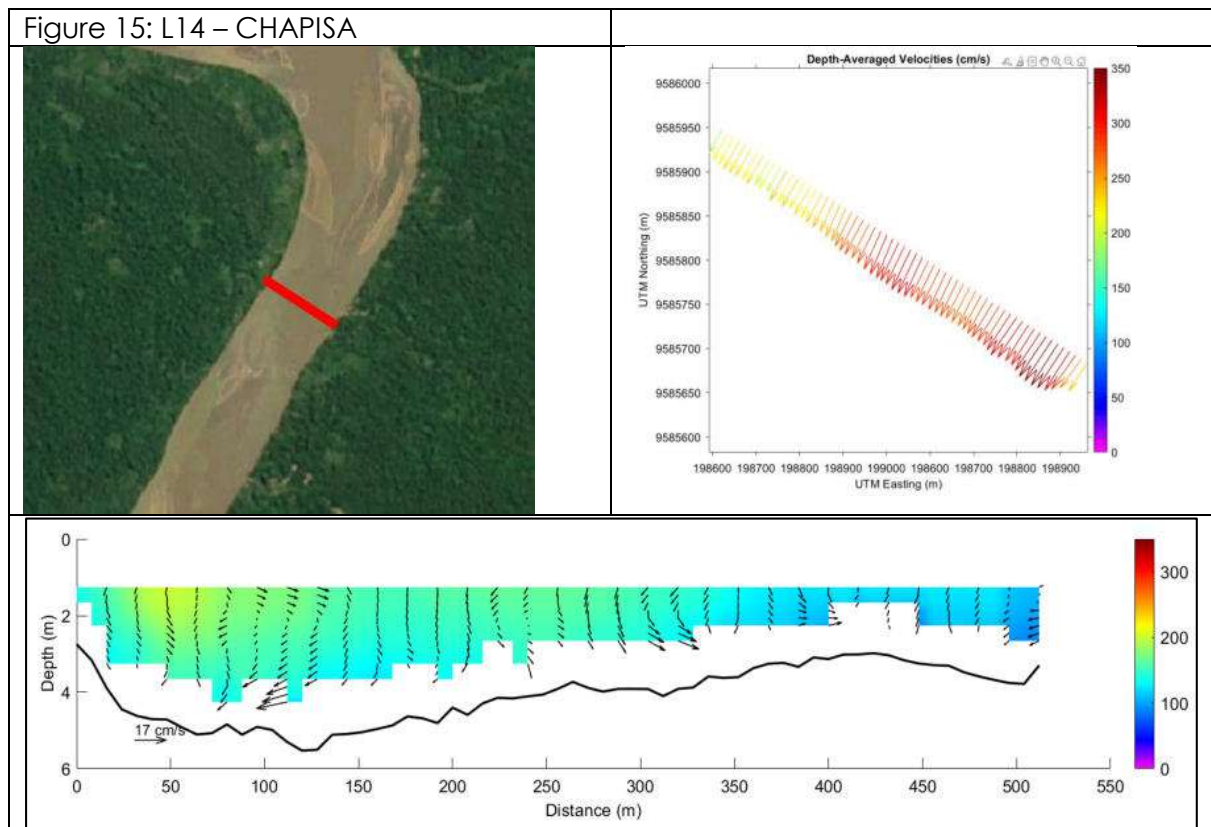 Figure 15: L14 – CHAPISA
Depth-Averaged Velocities (cm/s)
9586000
9585950
9585900
9585850
9585800
9585750
9585700
9585650
9585600
UTM Northing (m)
198600 198700 198800 198900 199000 198600 198700 198800 198900
UTM Easting (m)
350
300
250
200
150
100
50
0
0
2
4
6
Depth (m)
17 cm/s
0 50 100 150 200 250 300 350 400 450 500 550
Distance (m)
300
200
100
0